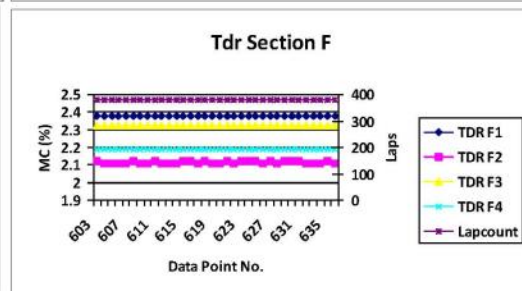 Tdr Section F
2.5
2.4
2.3
2.2
2.1
2
1.9
MC (%)
400
300
200
100
0
Laps
603
607
611
615
619
623
627
631
635
Data Point No.
TDR F1
TDR F2
TDR F3
TDR F4
Lapcount